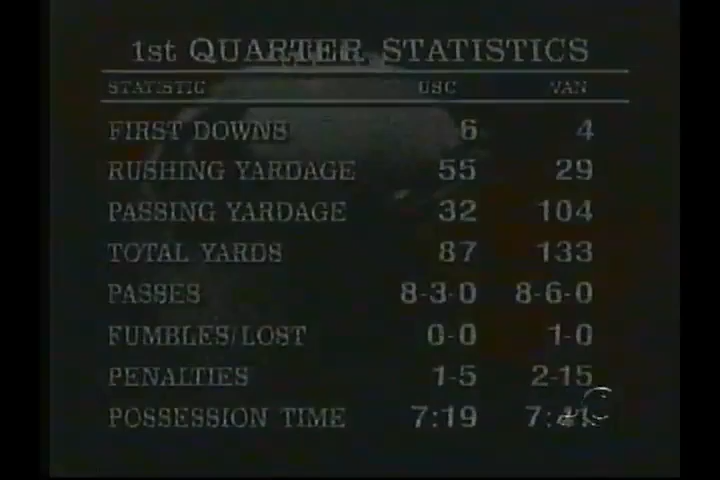 1st QUARTER STATISTICS
STATISTIC USC VAN
FIRST DOWNS 6 4
RUSHING YARDAGE 55 29
PASSING YARDAGE 32 104
TOTAL YARDS 87 133
PASSES 8-3-0 8-6-0
FUMBLES/LOST 0-0 1-0
PENALTIES 1-5 2-15
POSSESSION TIME 7:19